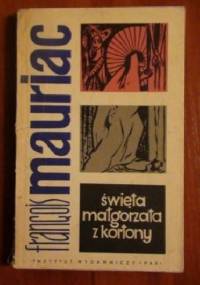 françois mauriac
święta
małgorzata
z kortony
INSTYTUT WYDAWNICZY PAX